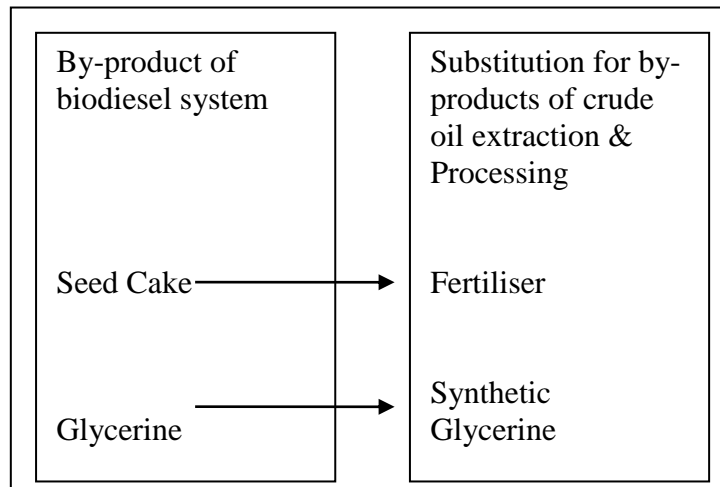 By-product of
biodiesel system
Seed Cake
Glycerine
Substitution for by-
products of crude
oil extraction &
Processing
Fertiliser
Synthetic
Glycerine